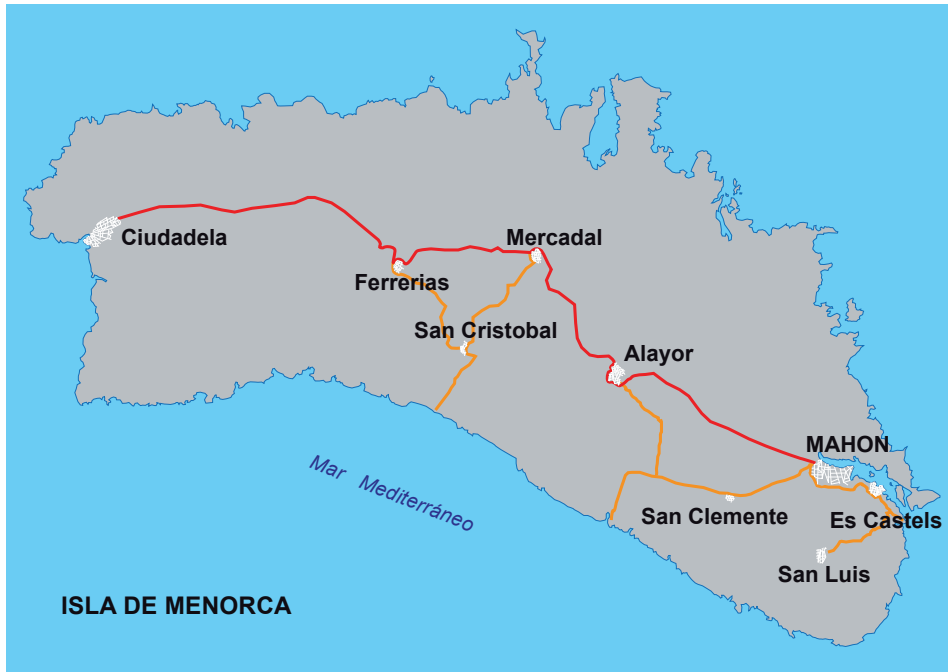 Ciudadela
Mercadal
Ferrerias
San Cristobal
Alayor
MAHON
Mar Mediterráneo
San Clemente
Es Castels
San Luis
ISLA DE MENORCA